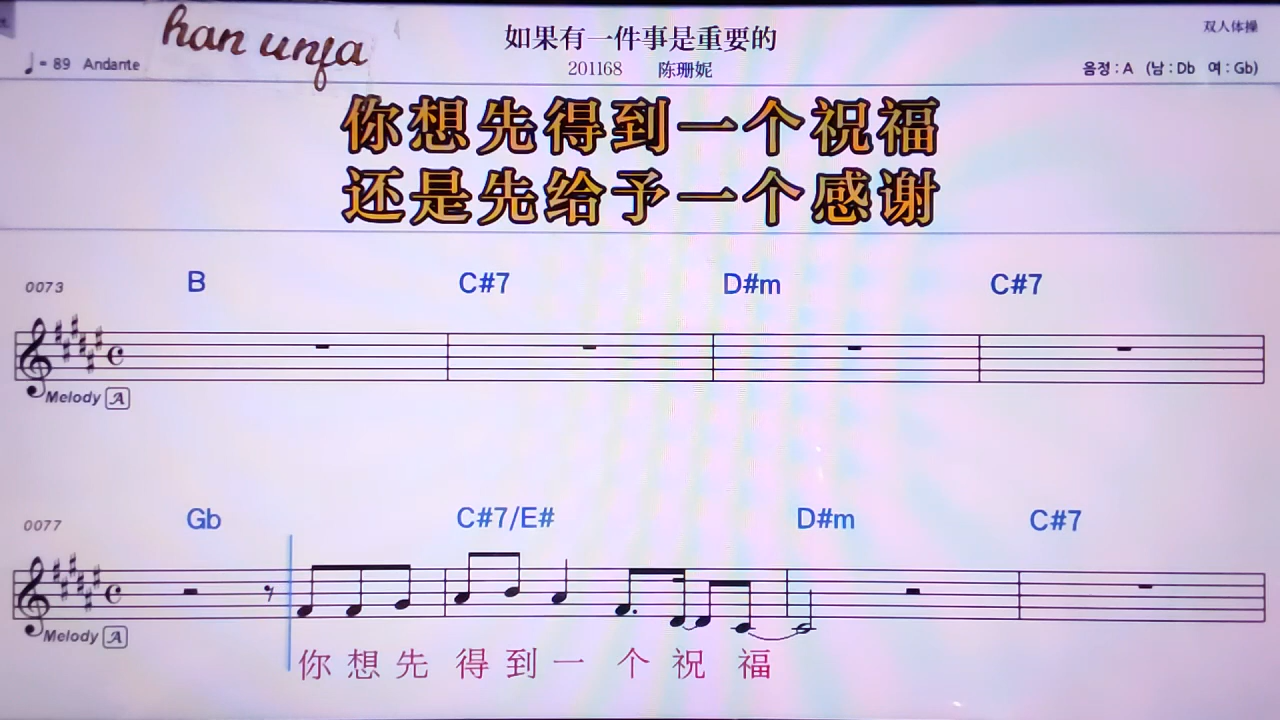 han unfa
如果有一件事是重要的
双人体操
♩= 89 Andante
201168 陈珊妮
음정 : A (남 : Db 여 : Gb)
你想先得到一个祝福
还是先给予一个感谢
0073
B C#7 D#m C#7
Melody A
0077
Gb C#7/E# D#m C#7
Melody A
你想先得到一个祝福